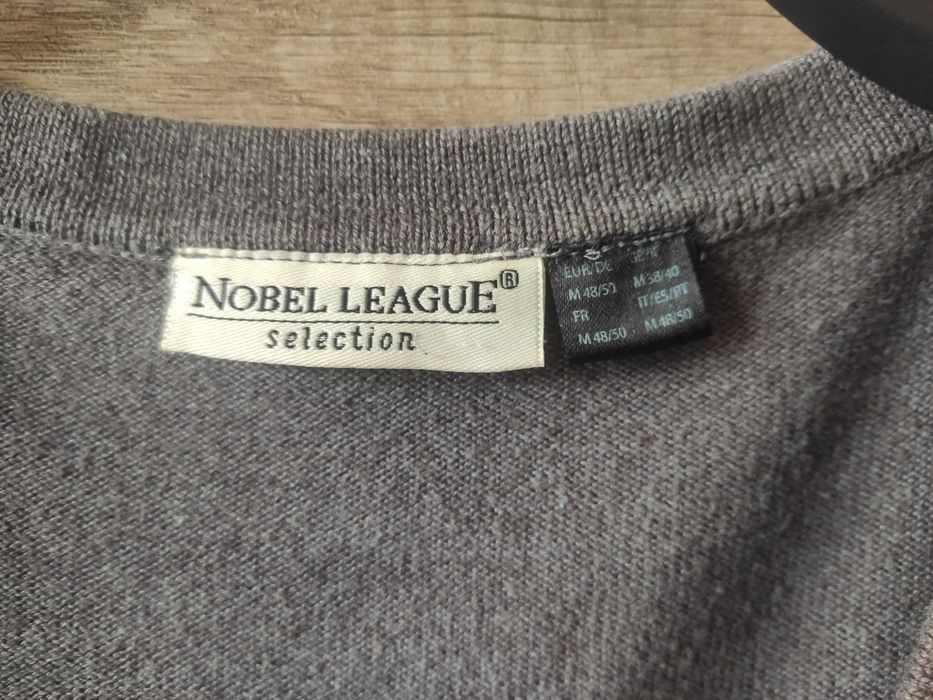 NOBEL LEAGUE®
selection
EUR/DE
M 48/50 M 38/40
FR IT/ES/PT
M 48/50 M 48/50